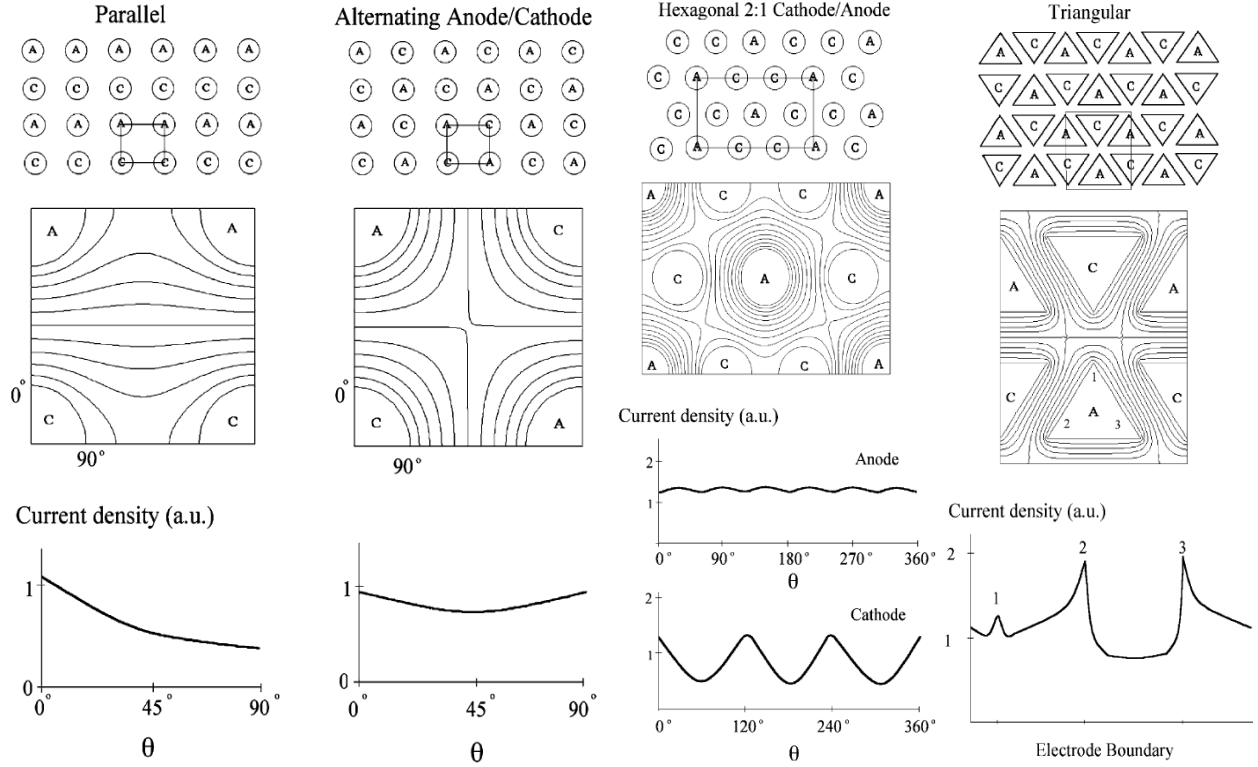 Parallel
A A A A A A
C C C C C C
A A A A A A
C C C C C C
A A
0°
C C
90°
Current density (a.u.)
1
0
0° 45° 90°
θ
Alternating Anode/Cathode
A C A C A C
C A C A C A
A C A C A C
C A C A C A
A C
0°
C A
90°
1
0
0° 45° 90°
θ
Hexagonal 2:1 Cathode/Anode
C C A C C A
C A C C A C
C C A C C A
C A C C A C
A C C A
C A C
A C C A
Current density (a.u.)
Anode
2
1
0° 90° 180° 270° 360°
θ
Cathode
2
1
0° 120° 240° 360°
θ
Triangular
A C A C A C A
C A C A C A C
A C A C A C A
C A C A C A C
C
A A
1
C C
A
2 3
Current density (a.u.)
2
1
1
2
3
Electrode Boundary